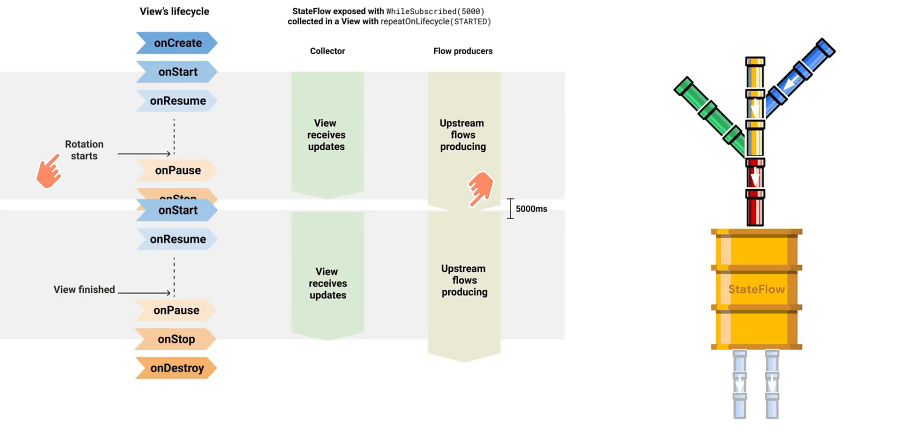 View's lifecycle
StateFlow exposed with WhileSubscribed(5000)
collected in a View with repeatOnLifecycle(STARTED)
Collector
Flow producers
onCreate
onStart
onResume
View
receives
updates
Upstream
flows
producing
Rotation
starts
onPause
onStop
onStart
5000ms
onResume
View
receives
updates
Upstream
flows
producing
View finished
onPause
onStop
onDestroy
StateFlow